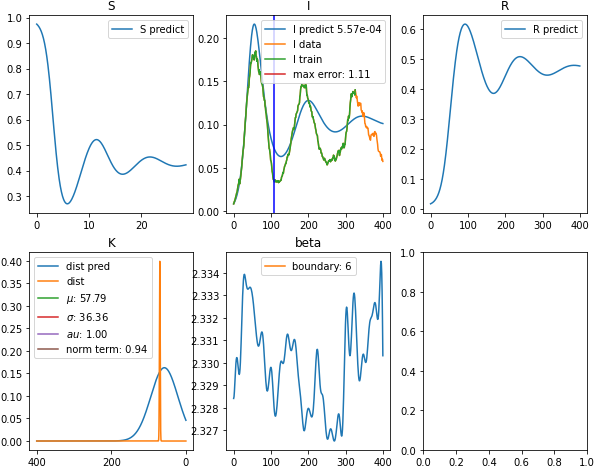 S
S predict
1.0
0.9
0.8
0.7
0.6
0.5
0.4
0.3
0 10 20
I
I predict 5.57e-04
I data
I train
max error: 1.11
0.20
0.15
0.10
0.05
0.00
0 100 200 300 400
R
R predict
0.6
0.5
0.4
0.3
0.2
0.1
0.0
0 100 200 300 400
K
dist pred
dist
μ: 57.79
σ: 36.36
au: 1.00
norm term: 0.94
0.40
0.35
0.30
0.25
0.20
0.15
0.10
0.05
0.00
400 200 0
beta
boundary: 6
2.334
2.333
2.332
2.331
2.330
2.329
2.328
2.327
0 100 200 300 400
1.0
0.8
0.6
0.4
0.2
0.0
0.0 0.2 0.4 0.6 0.8 1.0